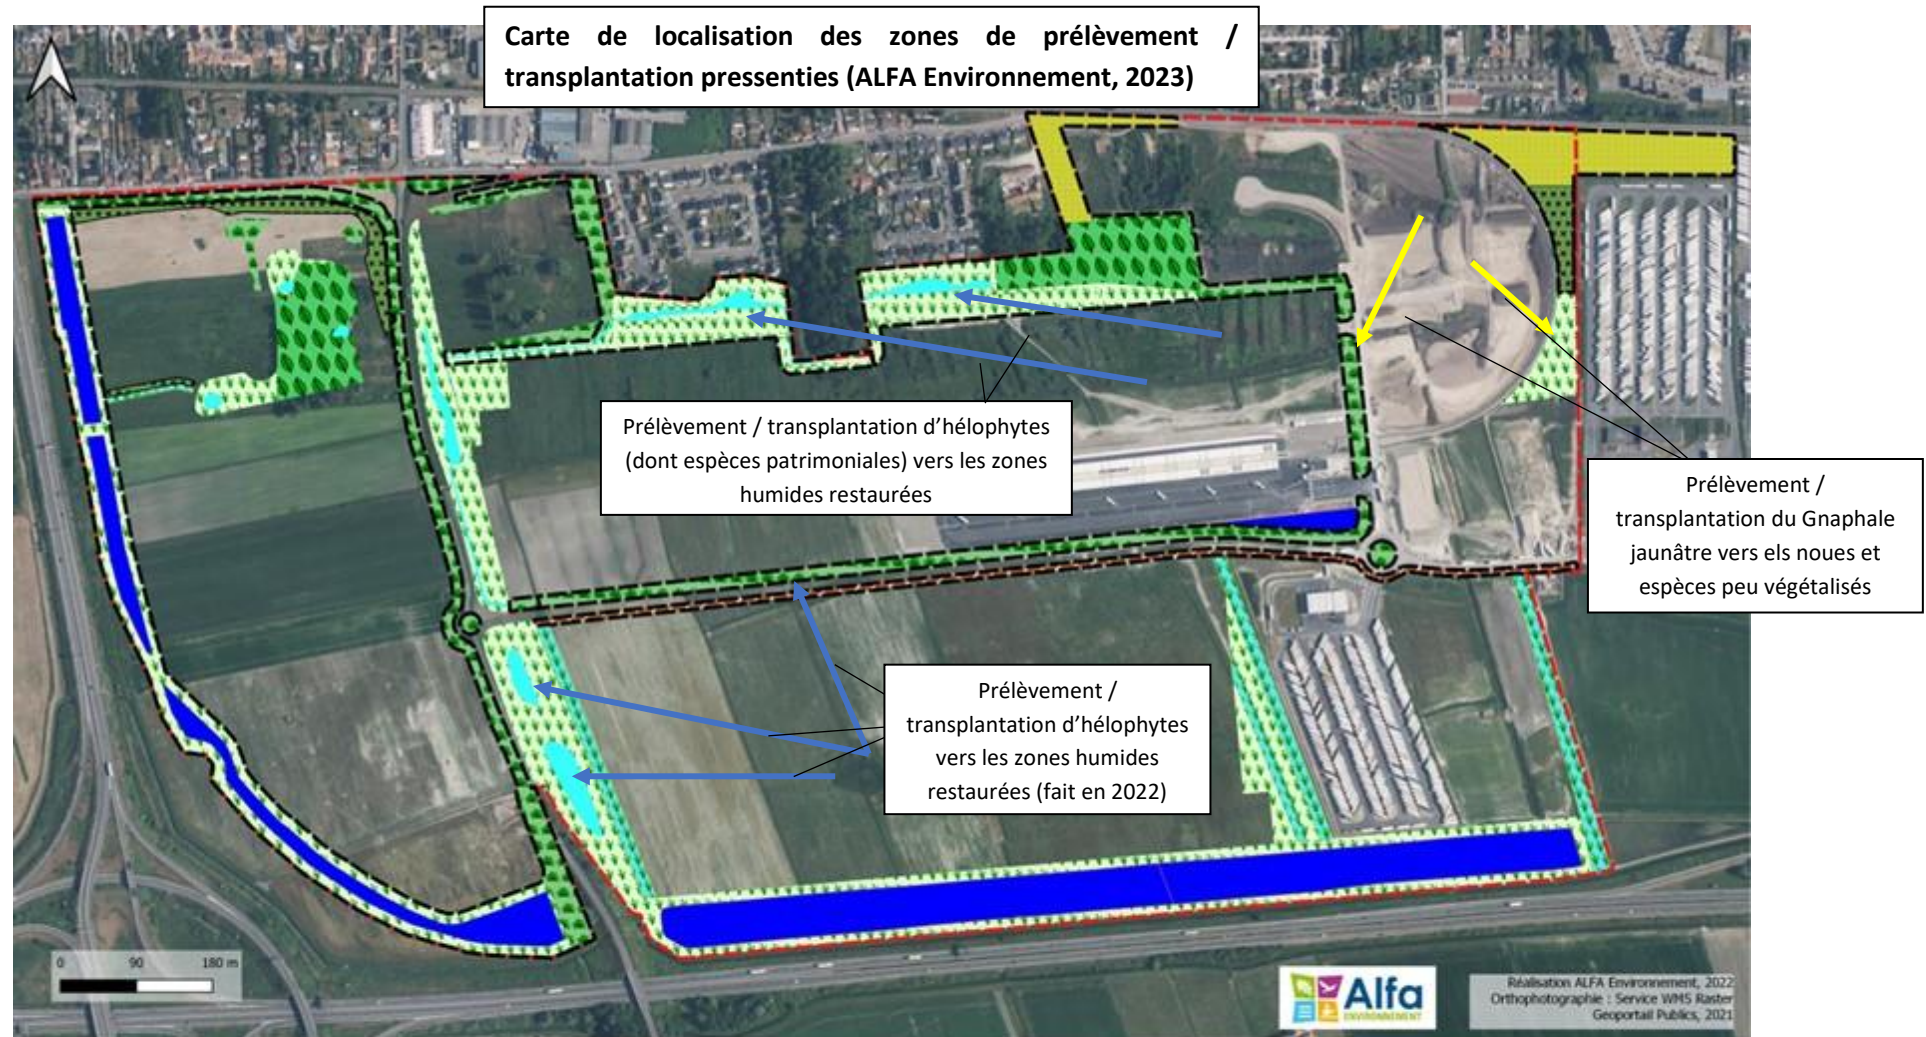 Carte de localisation des zones de prélèvement /
transplantation pressenties (ALFA Environnement, 2023)
Prélèvement / transplantation d'hélophytes
(dont espèces patrimoniales) vers les zones
humides restaurées
Prélèvement /
transplantation du Gnaphale
jaunâtre vers els noues et
espèces peu végétalisés
Prélèvement /
transplantation d'hélophytes
vers les zones humides
restaurées (fait en 2022)
0 90 180 m
Alfa
ENVIRONNEMENT
Réalisation ALFA Environnement, 2022
Orthophotographie : Service WMS Raster
Geoportail Publics, 2021